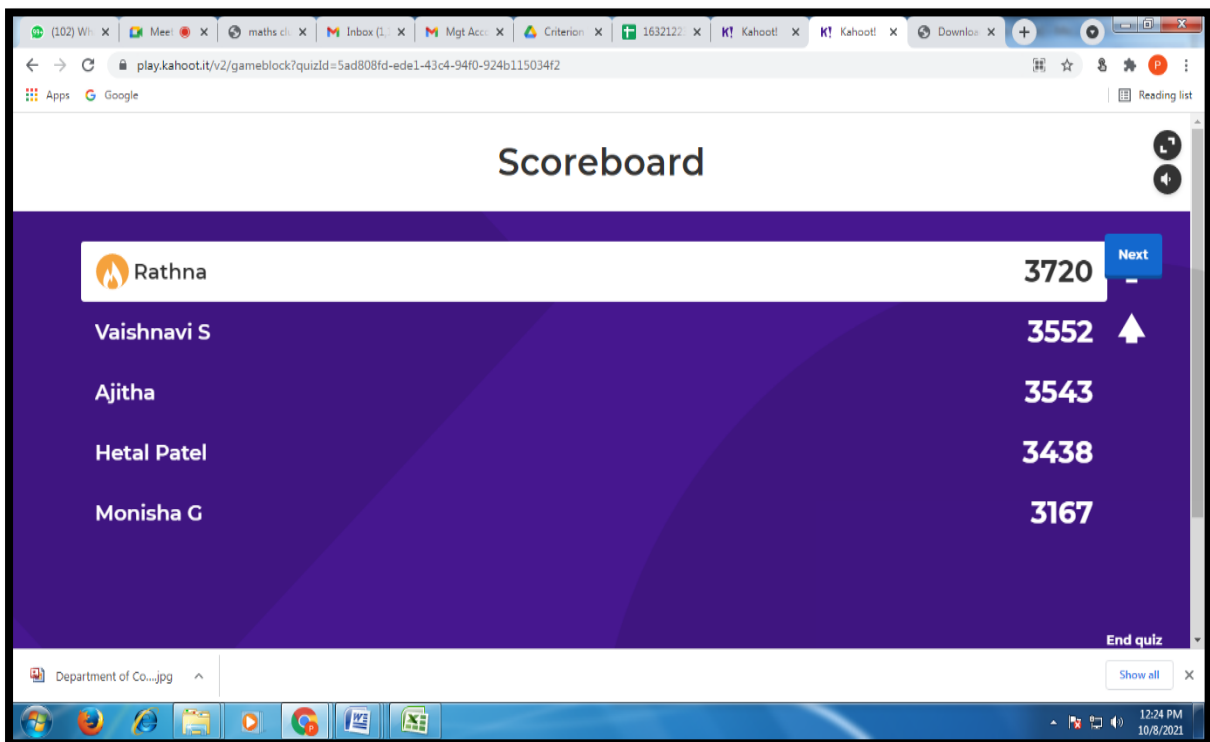 (102) Wh
Meet
maths cl
Inbox (1
Mgt Acc
Criterion
1632122
K! Kahoot!
K! Kahoot!
Downloa
play.kahoot.it/v2/gameblock?quizId=5ad808fd-ede1-43c4-94f0-924b115034f2
P
Apps
G Google
Reading list
Scoreboard
Next
Rathna 3720
Vaishnavi S 3552
Ajitha 3543
Hetal Patel 3438
Monisha G 3167
End quiz
Department of Co....jpg
Show all
12:24 PM
10/8/2021